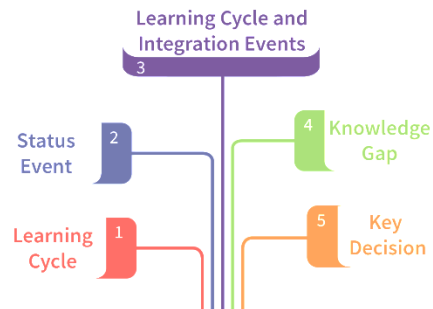 Learning Cycle and
Integration Events
3
2
Status
Event
4
Knowledge
Gap
1
Learning
Cycle
5
Key
Decision